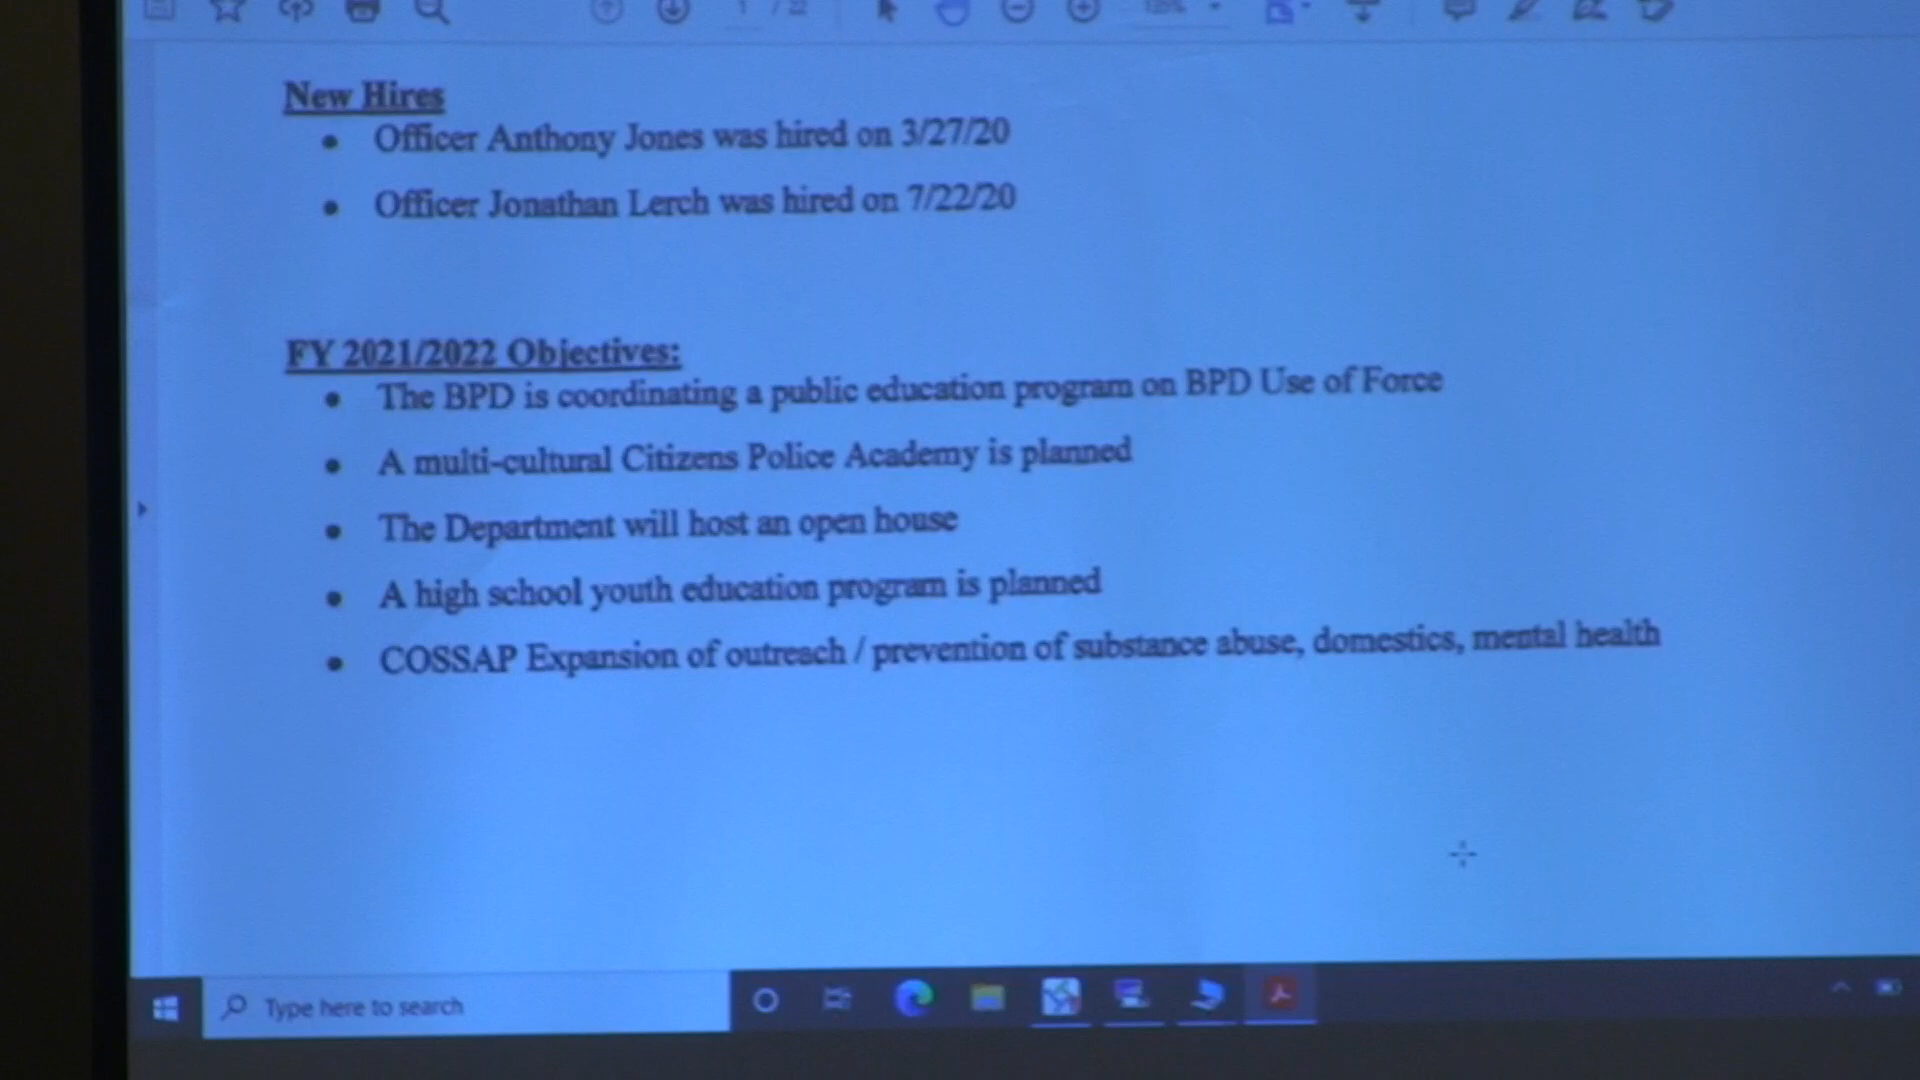 New Hires
• Officer Anthony Jones was hired on 3/27/20
• Officer Jonathan Lerch was hired on 7/22/20
FY 2021/2022 Objectives:
• The BPD is coordinating a public education program on BPD Use of Force
• A multi-cultural Citizens Police Academy is planned
• The Department will host an open house
• A high school youth education program is planned
• COSSAP Expansion of outreach / prevention of substance abuse, domestics, mental health
Type here to search